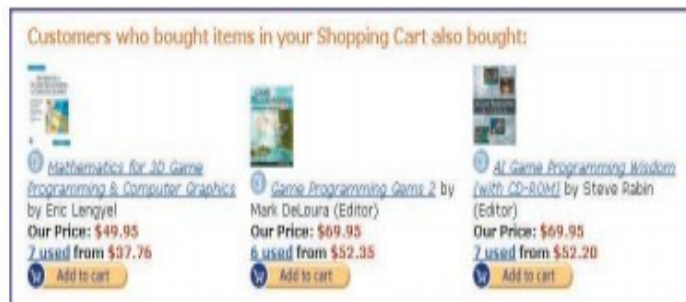 Customers who bought items in your Shopping Cart also bought:
Mathematics for 3D Game
Programming & Computer Graphics
by Eric Lengyel
Our Price: $49.95
7 used from $37.76
Add to cart
Game Programming Gems 2 by
Mark DeLoura (Editor)
Our Price: $69.95
6 used from $52.35
Add to cart
AI Game Programming Wisdom
(with CD-ROM) by Steve Rabin
(Editor)
Our Price: $69.95
7 used from $52.20
Add to cart